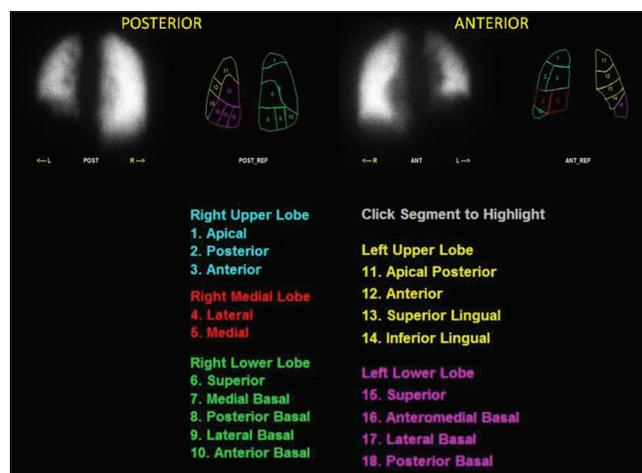 POSTERIOR
ANTERIOR
<--- L POST R --->
POST_REF
<--- R ANT L --->
ANT_REF
Right Upper Lobe
1. Apical
2. Posterior
3. Anterior
Right Medial Lobe
4. Lateral
5. Medial
Right Lower Lobe
6. Superior
7. Medial Basal
8. Posterior Basal
9. Lateral Basal
10. Anterior Basal
Click Segment to Highlight
Left Upper Lobe
11. Apical Posterior
12. Anterior
13. Superior Lingual
14. Inferior Lingual
Left Lower Lobe
15. Superior
16. Anteromedial Basal
17. Lateral Basal
18. Posterior Basal